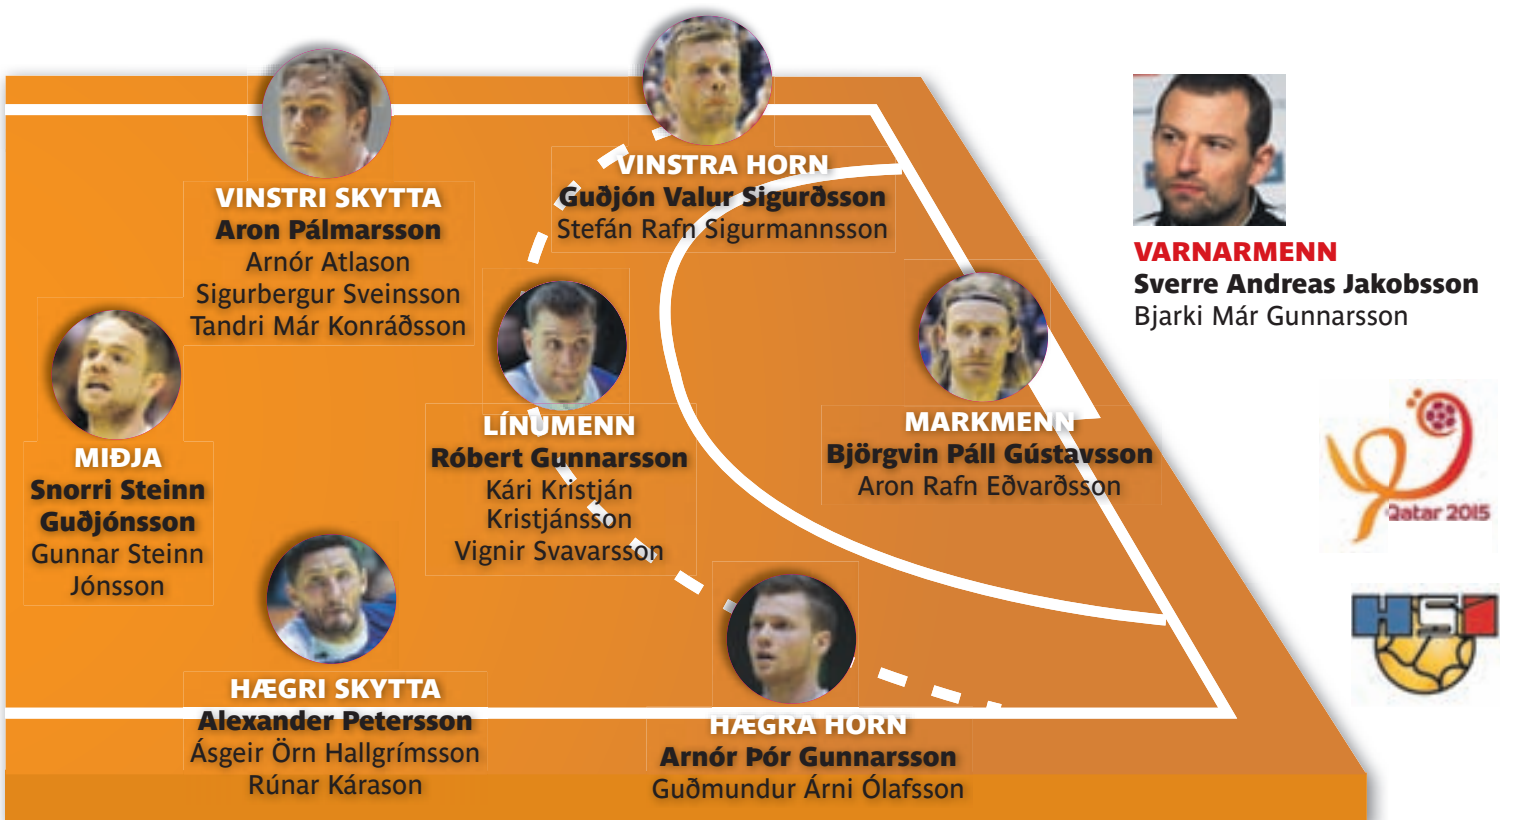 VINSTRI SKYTTA
Aron Pálmarsson
Arnór Atlason
Sigurbergur Sveinsson
Tandri Már Konráðsson
VINSTRA HORN
Guðjón Valur Sigurðsson
Stefán Rafn Sigurmannsson
VARNARMENN
Sverre Andreas Jakobsson
Bjarki Már Gunnarsson
MIÐJA
Snorri Steinn
Guðjónsson
Gunnar Steinn
Jónsson
LÍNUMENN
Róbert Gunnarsson
Kári Kristján
Kristjánsson
Vignir Svavarsson
MARKMENN
Björgvin Páll Gústavsson
Aron Rafn Eðvarðsson
Qatar 2015
HSÍ
HÆGRI SKYTTA
Alexander Petersson
Ásgeir Örn Hallgrímsson
Rúnar Kárason
HÆGRA HORN
Arnór Þór Gunnarsson
Guðmundur Árni Ólafsson